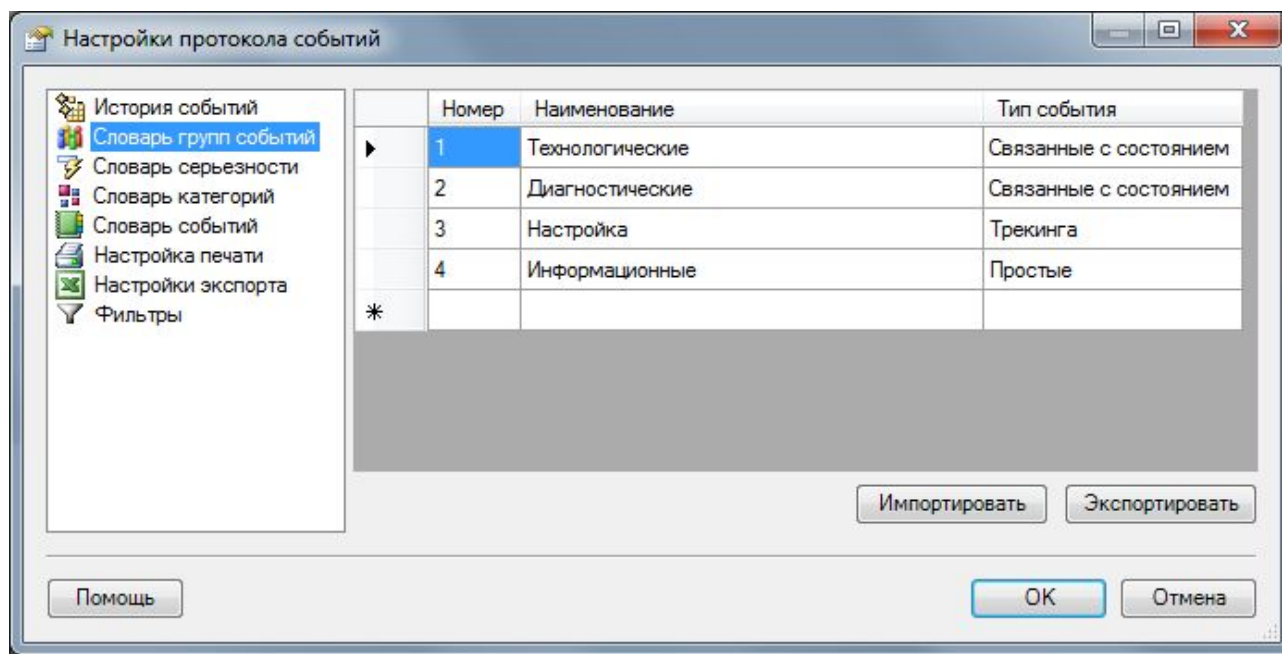 Настройки протокола событий
История событий
Словарь групп событий
Словарь серьезности
Словарь категорий
Словарь событий
Настройка печати
Настройки экспорта
Фильтры
Номер Наименование Тип события
1 Технологические Связанные с состоянием
2 Диагностические Связанные с состоянием
3 Настройка Трекинга
4 Информационные Простые
Импортировать Экспортировать
Помощь OK Отмена